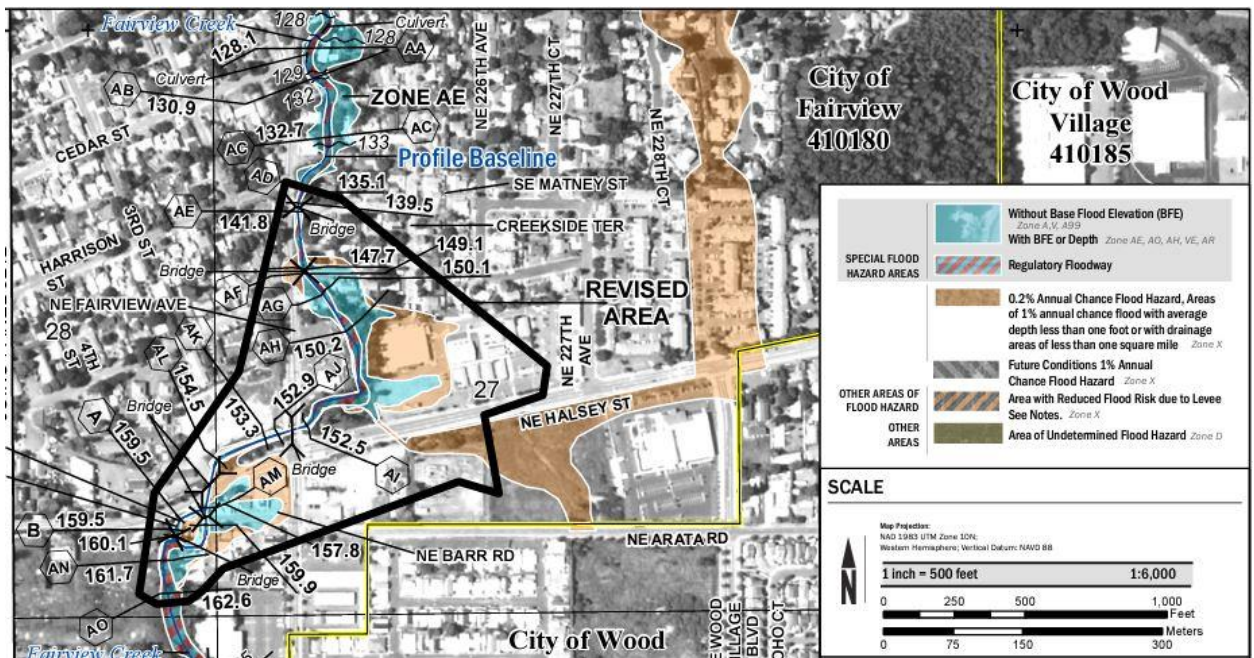 128
Culvert
Fairview Creek
128
128.1
AA
Culvert
129
AB
130.9
132
ZONE AE
NE 226TH AVE
NE 227TH CT
NE 228TH CT
City of
Fairview
410180
City of Wood
Village
410185
CEDAR ST
132.7
AC
AC
133
Profile Baseline
AD
135.1
SE MATNEY ST
139.5
AE
141.8
Bridge
CREEKSIDE TER
3RD ST
HARRISON
ST
149.1
147.7
150.1
Bridge
AF
AG
REVISED
AREA
NE FAIRVIEW AVE
28
4TH
ST
AK
AH
150.2
NE 227TH
AVE
AL
154.5
AJ
152.9
27
Bridge
153.3
NE HALSEY ST
A
159.5
152.5
AI
Bridge
AM
B
159.5
160.1
157.8
NE BARR RD
NE ARATA RD
AN
161.7
159.9
Bridge
162.6
AO
City of Wood
Fairview Creek
SPECIAL FLOOD
HAZARD AREAS
Without Base Flood Elevation (BFE)
Zone A,V, A99
With BFE or Depth Zone AE, AO, AH, VE, AR
Regulatory Floodway
0.2% Annual Chance Flood Hazard, Areas
of 1% annual chance flood with average
depth less than one foot or with drainage
areas of less than one square mile Zone X
Future Conditions 1% Annual
Chance Flood Hazard Zone X
OTHER AREAS OF
FLOOD HAZARD
Area with Reduced Flood Risk due to Levee
See Notes. Zone X
OTHER
AREAS
Area of Undetermined Flood Hazard Zone D
SCALE
Map Projection:
NAD 1983 UTM Zone 10N;
Western Hemisphere; Vertical Datum: NAVD 88
N
1 inch = 500 feet 1:6,000
0 250 500 1,000
Feet
Meters
0 75 150 300